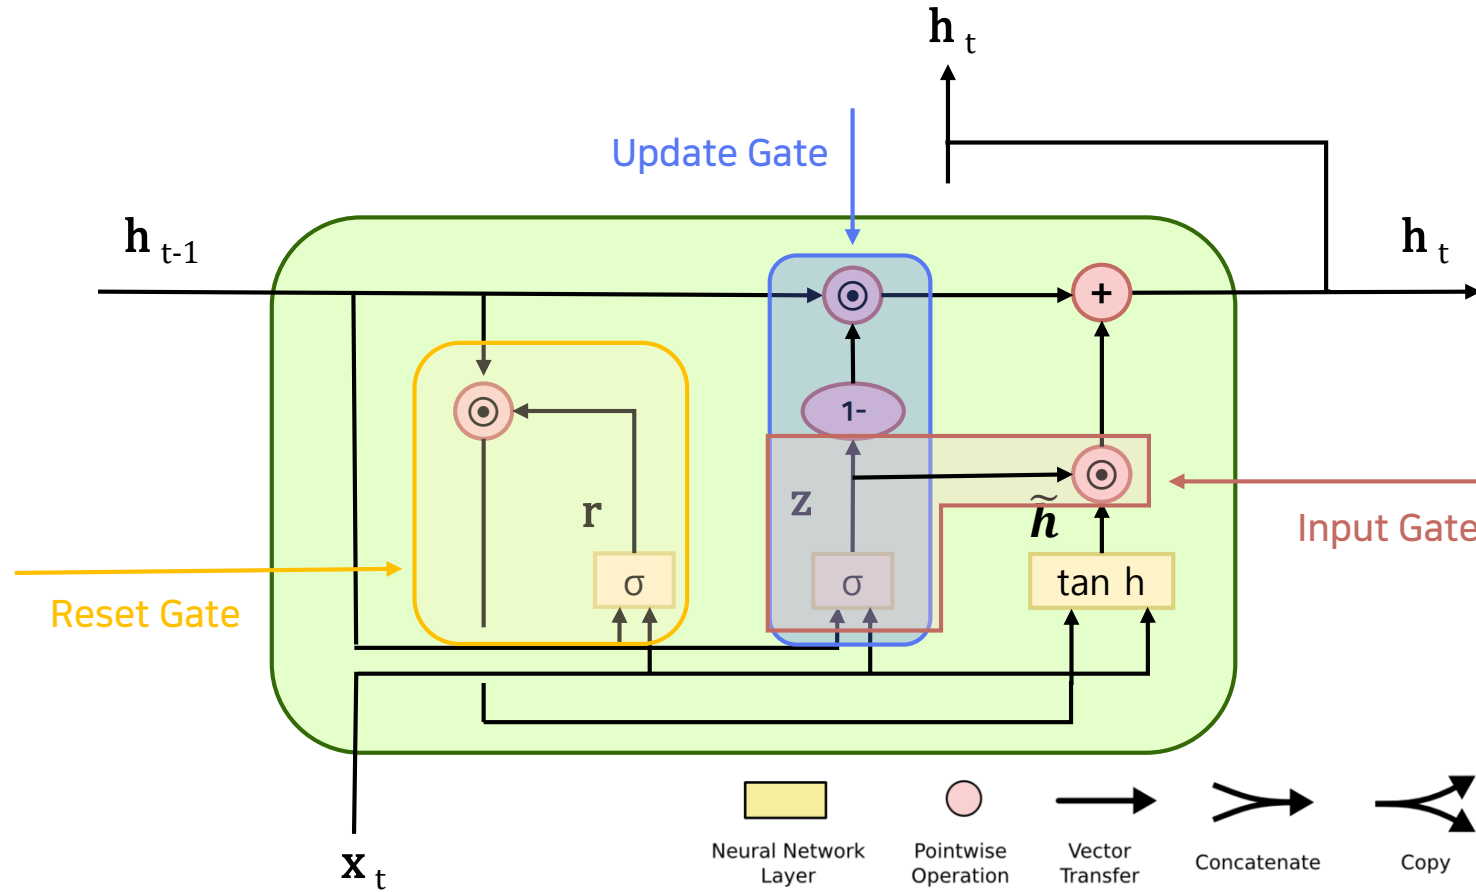 h t
Update Gate
h t-1
h t
⊙
+
1-
⊙
⊙
z
r
h̃
Input Gate
σ
σ
tan h
Reset Gate
x t
Neural Network
Layer
Pointwise
Operation
Vector
Transfer
Concatenate
Copy